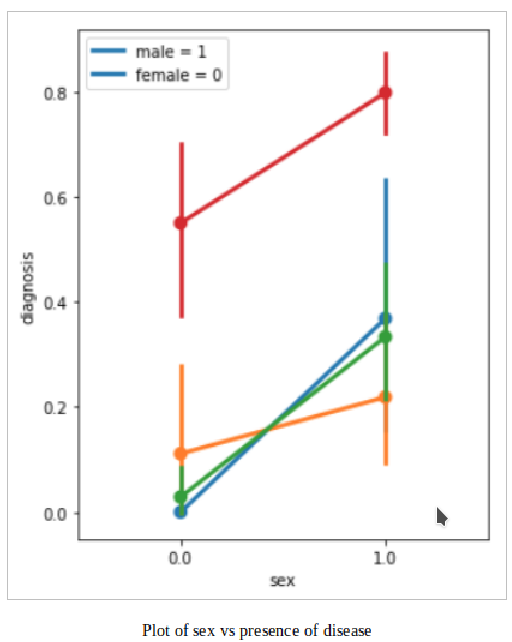 male = 1
female = 0
0.8
0.6
0.4
0.2
0.0
diagnosis
0.0 1.0
sex
Plot of sex vs presence of disease